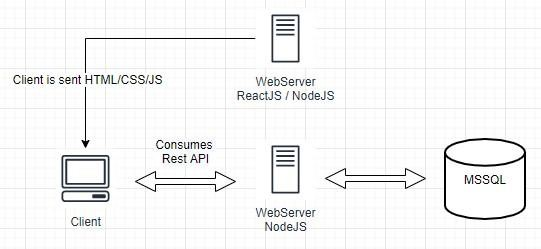 WebServer
ReactJS / NodeJS
Client is sent HTML/CSS/JS
Consumes
Rest API
MSSQL
Client
WebServer
NodeJS